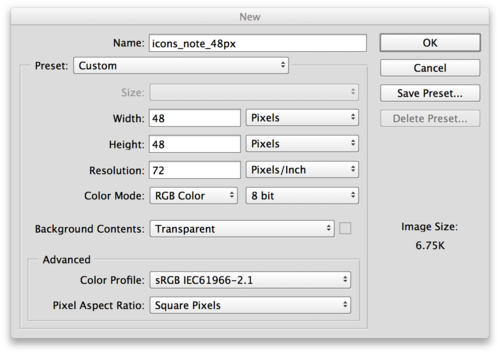 New
Name: icons_note_48px
OK
Preset: Custom
Cancel
Size:
Save Preset...
Width: 48 Pixels
Delete Preset...
Height: 48 Pixels
Resolution: 72 Pixels/Inch
Color Mode: RGB Color 8 bit
Background Contents: Transparent
Image Size:
6.75K
Advanced
Color Profile: sRGB IEC61966-2.1
Pixel Aspect Ratio: Square Pixels